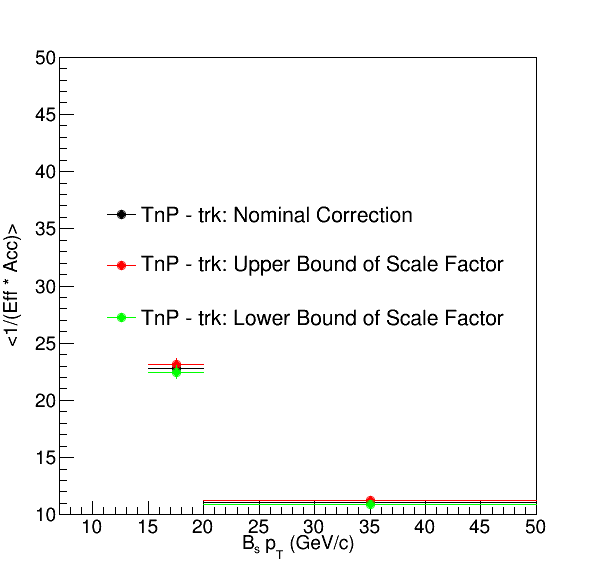 50
45
40
35
30
25
20
15
10
<1/(Eff * Acc)>
TnP - trk: Nominal Correction
TnP - trk: Upper Bound of Scale Factor
TnP - trk: Lower Bound of Scale Factor
10 15 20 25 30 35 40 45 50
Bs pT (GeV/c)